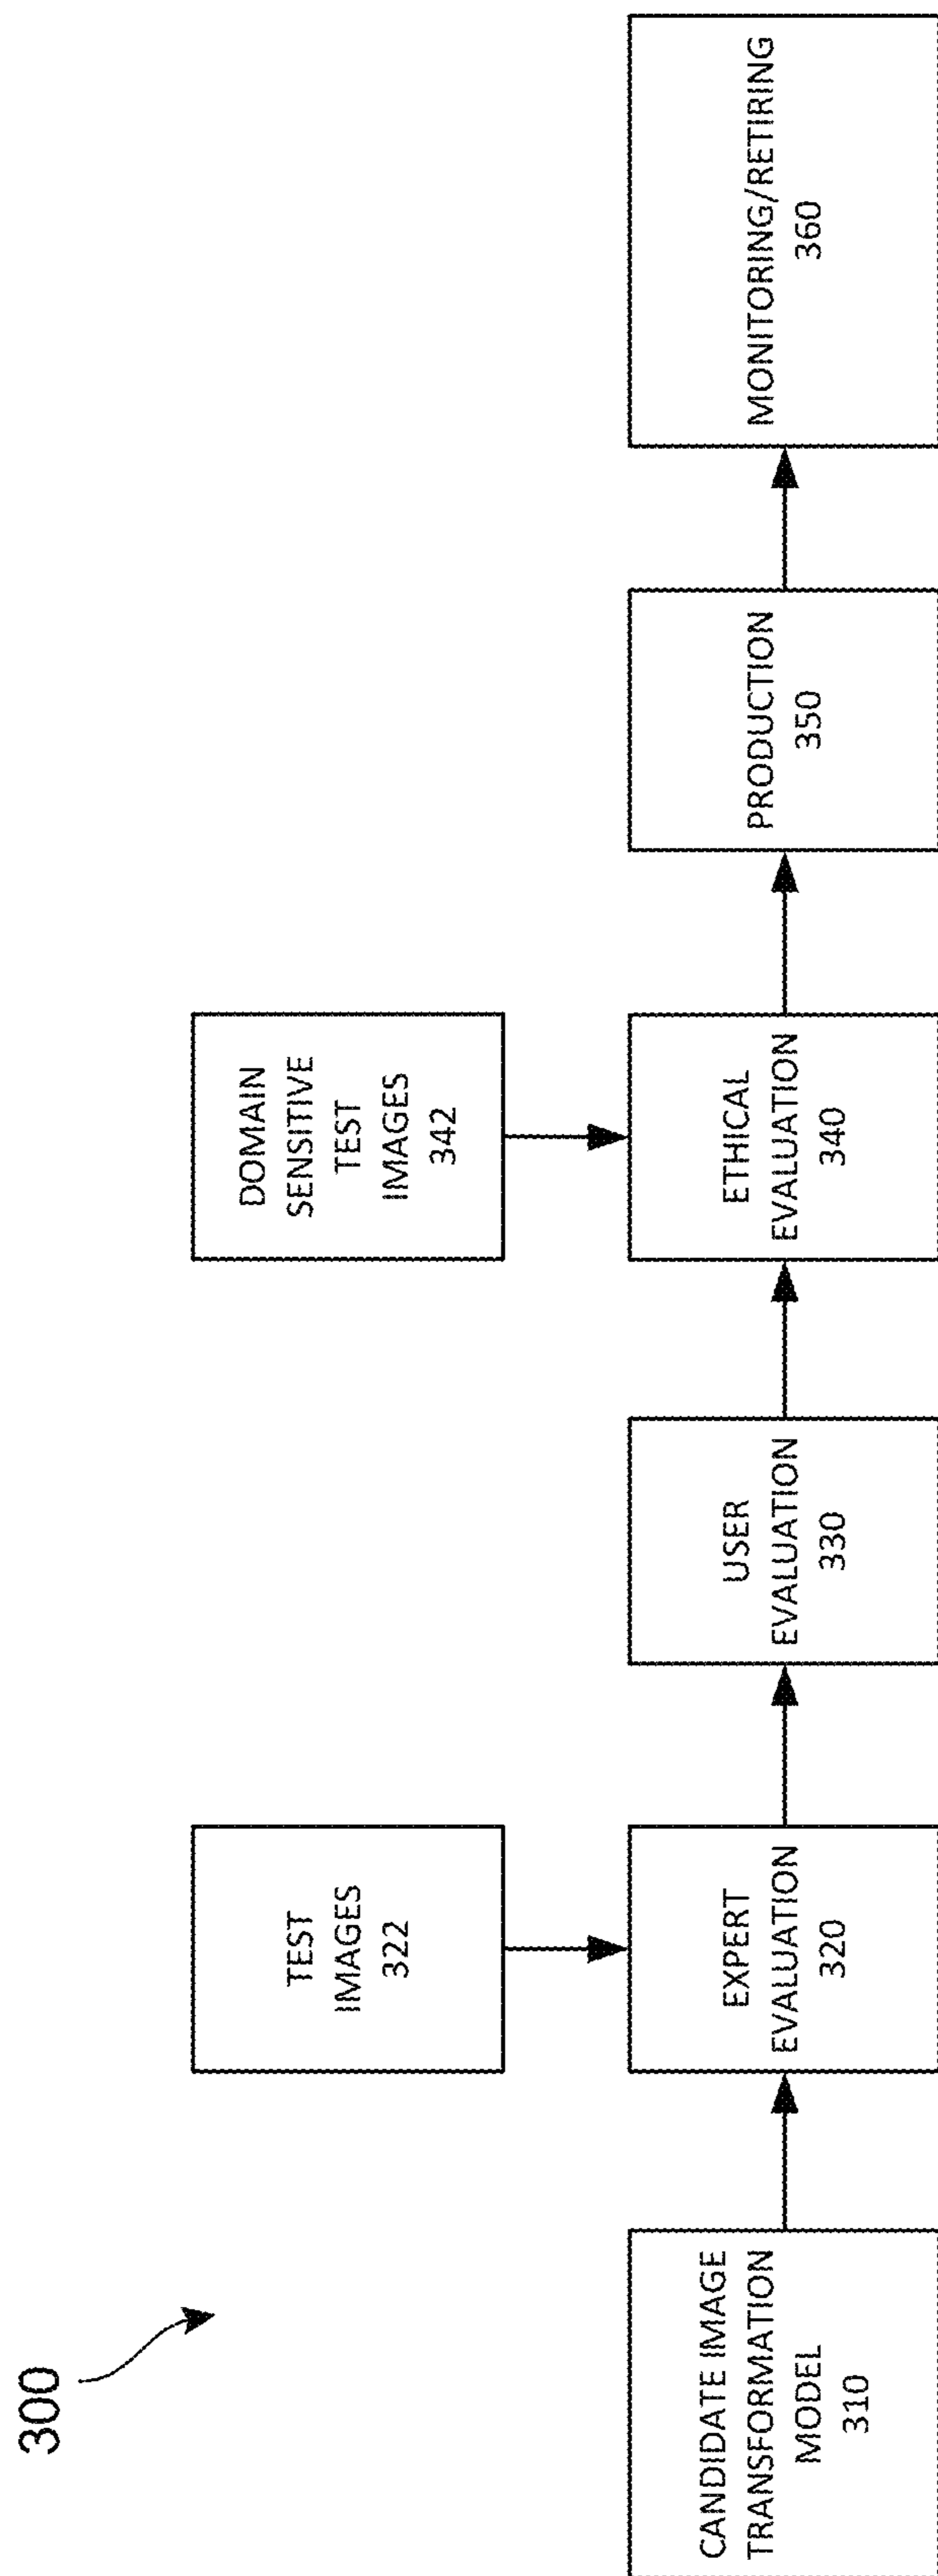 300
TEST
IMAGES
322
DOMAIN
SENSITIVE
TEST
IMAGES
342
CANDIDATE IMAGE
TRANSFORMATION
MODEL
310
EXPERT
EVALUATION
320
USER
EVALUATION
330
ETHICAL
EVALUATION
340
PRODUCTION
350
MONITORING/RETIRING
360